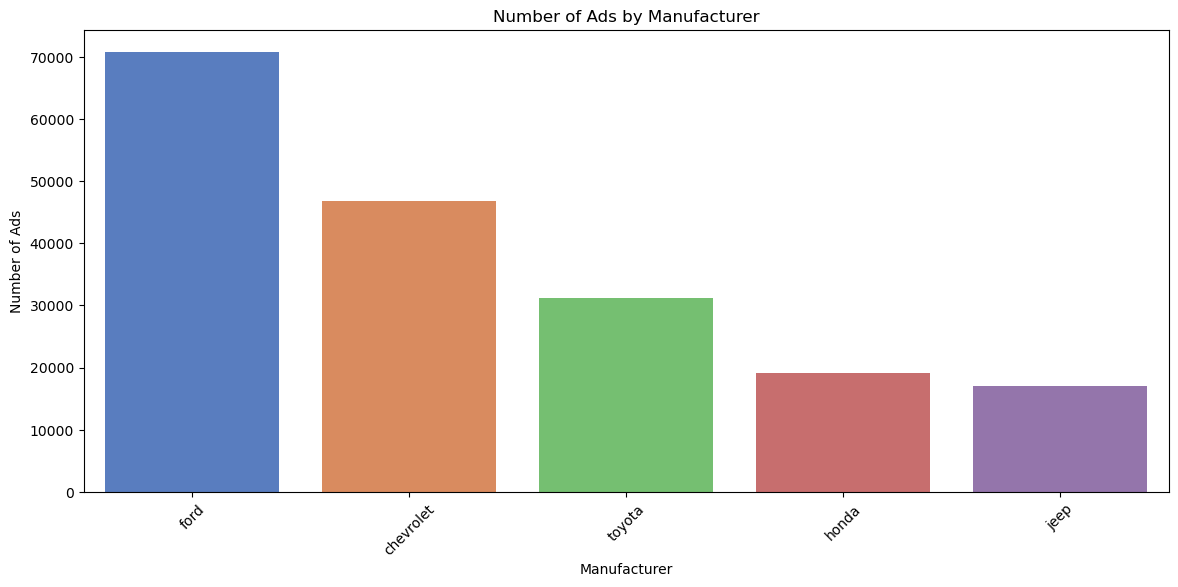 Number of Ads by Manufacturer
Number of Ads
70000
60000
50000
40000
30000
20000
10000
0
ford
chevrolet
toyota
honda
jeep
Manufacturer